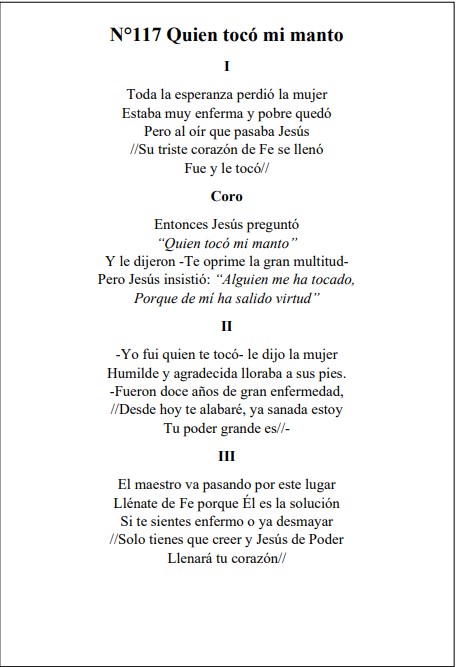 N°117 Quien tocó mi manto
I
Toda la esperanza perdió la mujer
Estaba muy enferma y pobre quedó
Pero al oír que pasaba Jesús
//Su triste corazón de Fe se llenó
Fue y le tocó//
Coro
Entonces Jesús preguntó
“Quien tocó mi manto”
Y le dijeron -Te oprime la gran multitud-
Pero Jesús insistió: “Alguien me ha tocado,
Porque de mí ha salido virtud”
II
-Yo fui quien te tocó- le dijo la mujer
Humilde y agradecida lloraba a sus pies.
-Fueron doce años de gran enfermedad,
//Desde hoy te alabaré, ya sanada estoy
Tu poder grande es//-
III
El maestro va pasando por este lugar
Llénate de Fe porque Él es la solución
Si te sientes enfermo o ya desmayar
//Solo tienes que creer y Jesús de Poder
Llenará tu corazón//